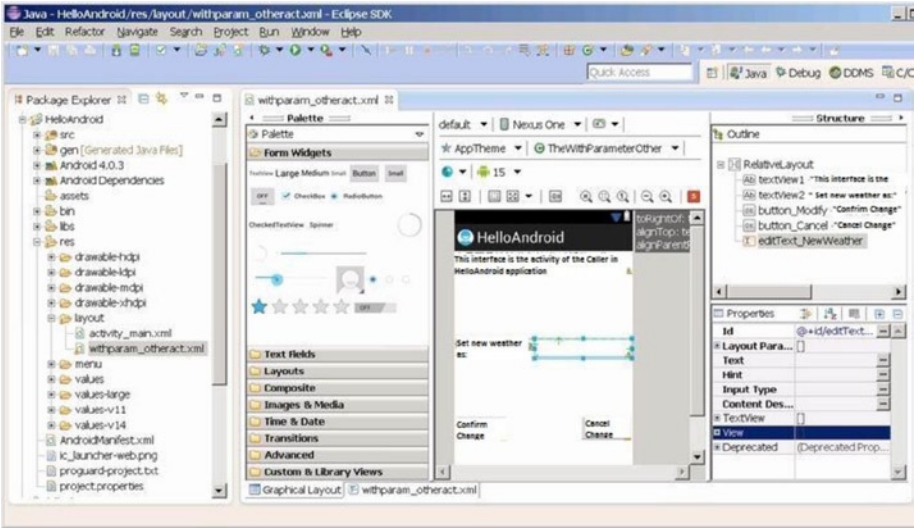 Java - HelloAndroid/res/layout/withparam_otheract.xml - Eclipse SDK
File Edit Refactor Navigate Search Project Run Window Help
Quick Access
Java Debug DDMS C/C
Package Explorer
HelloAndroid
src
gen [Generated Java Files]
Android 4.0.3
Android Dependencies
assets
bin
libs
res
drawable-hdpi
drawable-ldpi
drawable-mdpi
drawable-xhdpi
layout
activity_main.xml
withparam_otheract.xml
menu
values
values-large
values-v11
values-v14
AndroidManifest.xml
ic_launcher-web.png
proguard-project.txt
project.properties
withparam_otheract.xml
Palette
Palette
Form Widgets
TextView Large Medium Small Button Small
OFF CheckBox RadioButton
CheckedTextView Spinner
OFF
Text Fields
Layouts
Composite
Images & Media
Time & Date
Transitions
Advanced
Custom & Library Views
Graphical Layout withparam_otheract.xml
default Nexus One
AppTheme TheWithParameterOther
15
toRightOf:
alignTop: te
alignParentR
HelloAndroid
This interface is the activity of the Caller in
HelloAndroid application
Set new weather
as:
Confirm
Change
Cancel
Change
Structure
Outline
RelativeLayout
textView1 - "This interface is the
textView2 " Set new weather as:"
button_Modify - "Confrim Change"
button_Cancel - "Cancel Change"
editText_NewWeather
Properties
Id @+id/editText...
Layout Para... []
Text
Hint
Input Type
Content Des...
TextView []
View []
Deprecated (Deprecated Prop...